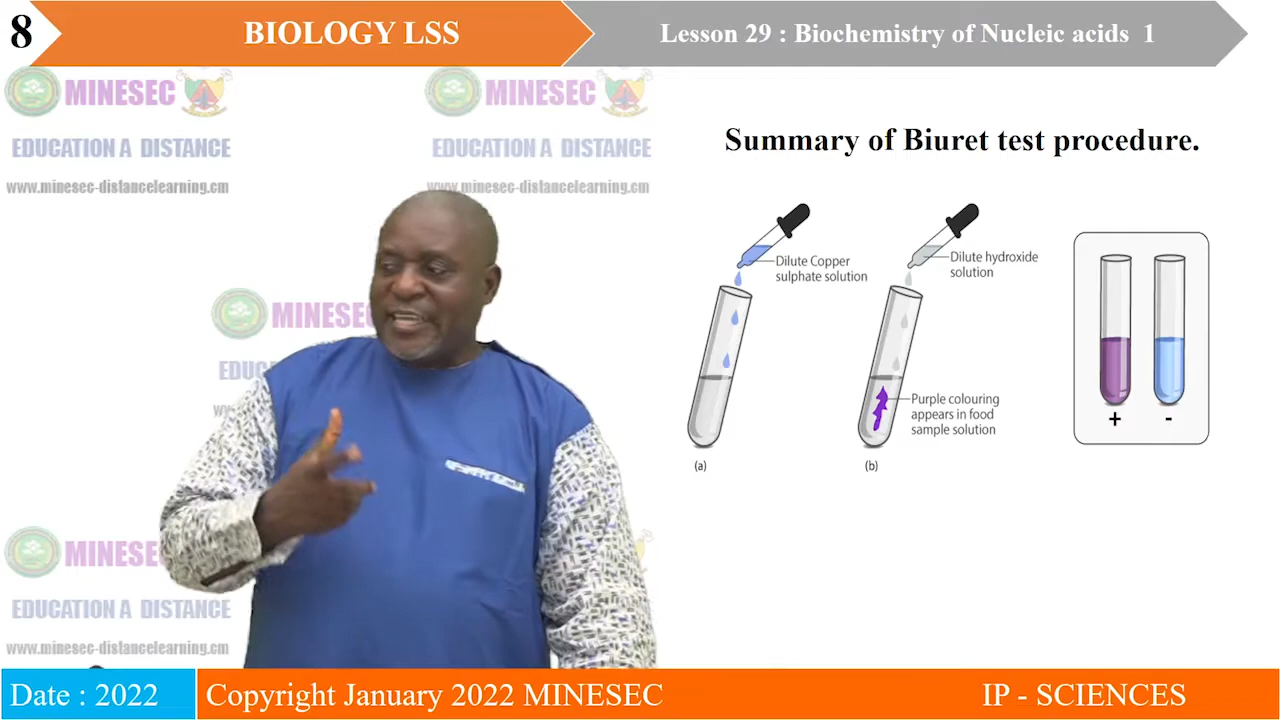 8
BIOLOGY LSS
Lesson 29 : Biochemistry of Nucleic acids 1
MINESEC
EDUCATION A DISTANCE
www.minesec-distancelearning.cm
MINESEC
EDUCATION A DISTANCE
www.minesec-distancelearning.cm
MINESEC
EDUC
MINESEC
EDUCATION A DISTANCE
www.minesec-distancelearning.cm
Summary of Biuret test procedure.
Dilute Copper
sulphate solution
Dilute hydroxide
solution
Purple colouring
appears in food
sample solution
(a)
(b)
+
-
Date : 2022
Copyright January 2022 MINESEC
IP - SCIENCES